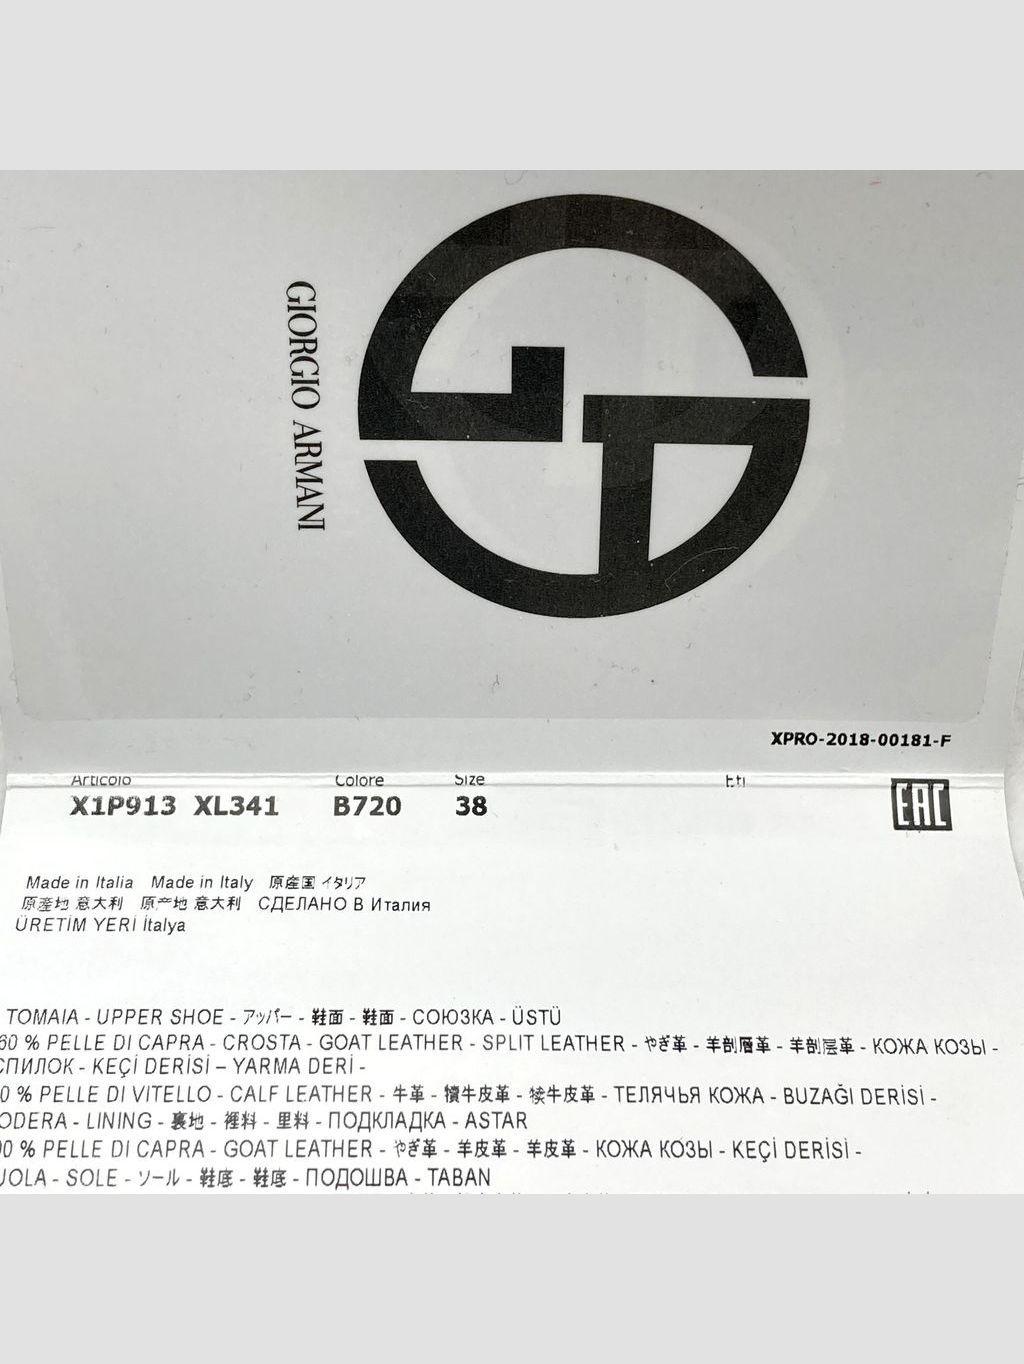 GIORGIO ARMANI
XPRO-2018-00181-F
Articolo Colore Size Eti
X1P913 XL341 B720 38 EAC
Made in Italia Made in Italy 原産国 イタリア
原產地 意大利 原产地 意大利 СДЕЛАНО В Италия
ÜRETİM YERİ İtalya
TOMAIA - UPPER SHOE - アッパー - 鞋面 - 鞋面 - СОЮЗКА - ÜSTÜ
60 % PELLE DI CAPRA - CROSTA - GOAT LEATHER - SPLIT LEATHER - やぎ革 - 羊剖層革 - 羊剖层革 - КОЖА КОЗЫ -
СПИЛОК - KEÇİ DERİSİ – YARMA DERİ -
0 % PELLE DI VITELLO - CALF LEATHER - 牛革 - 犢牛皮革 - 犊牛皮革 - ТЕЛЯЧЬЯ КОЖА - BUZAĞI DERİSİ -
ODERA - LINING - 裏地 - 裡料 - 里料 - ПОДКЛАДКА - ASTAR
00 % PELLE DI CAPRA - GOAT LEATHER - やぎ革 - 羊皮革 - 羊皮革 - КОЖА КОЗЫ - KEÇİ DERİSİ -
UOLA - SOLE - ソール - 鞋底 - 鞋底 - ПОДОШВА - TABAN